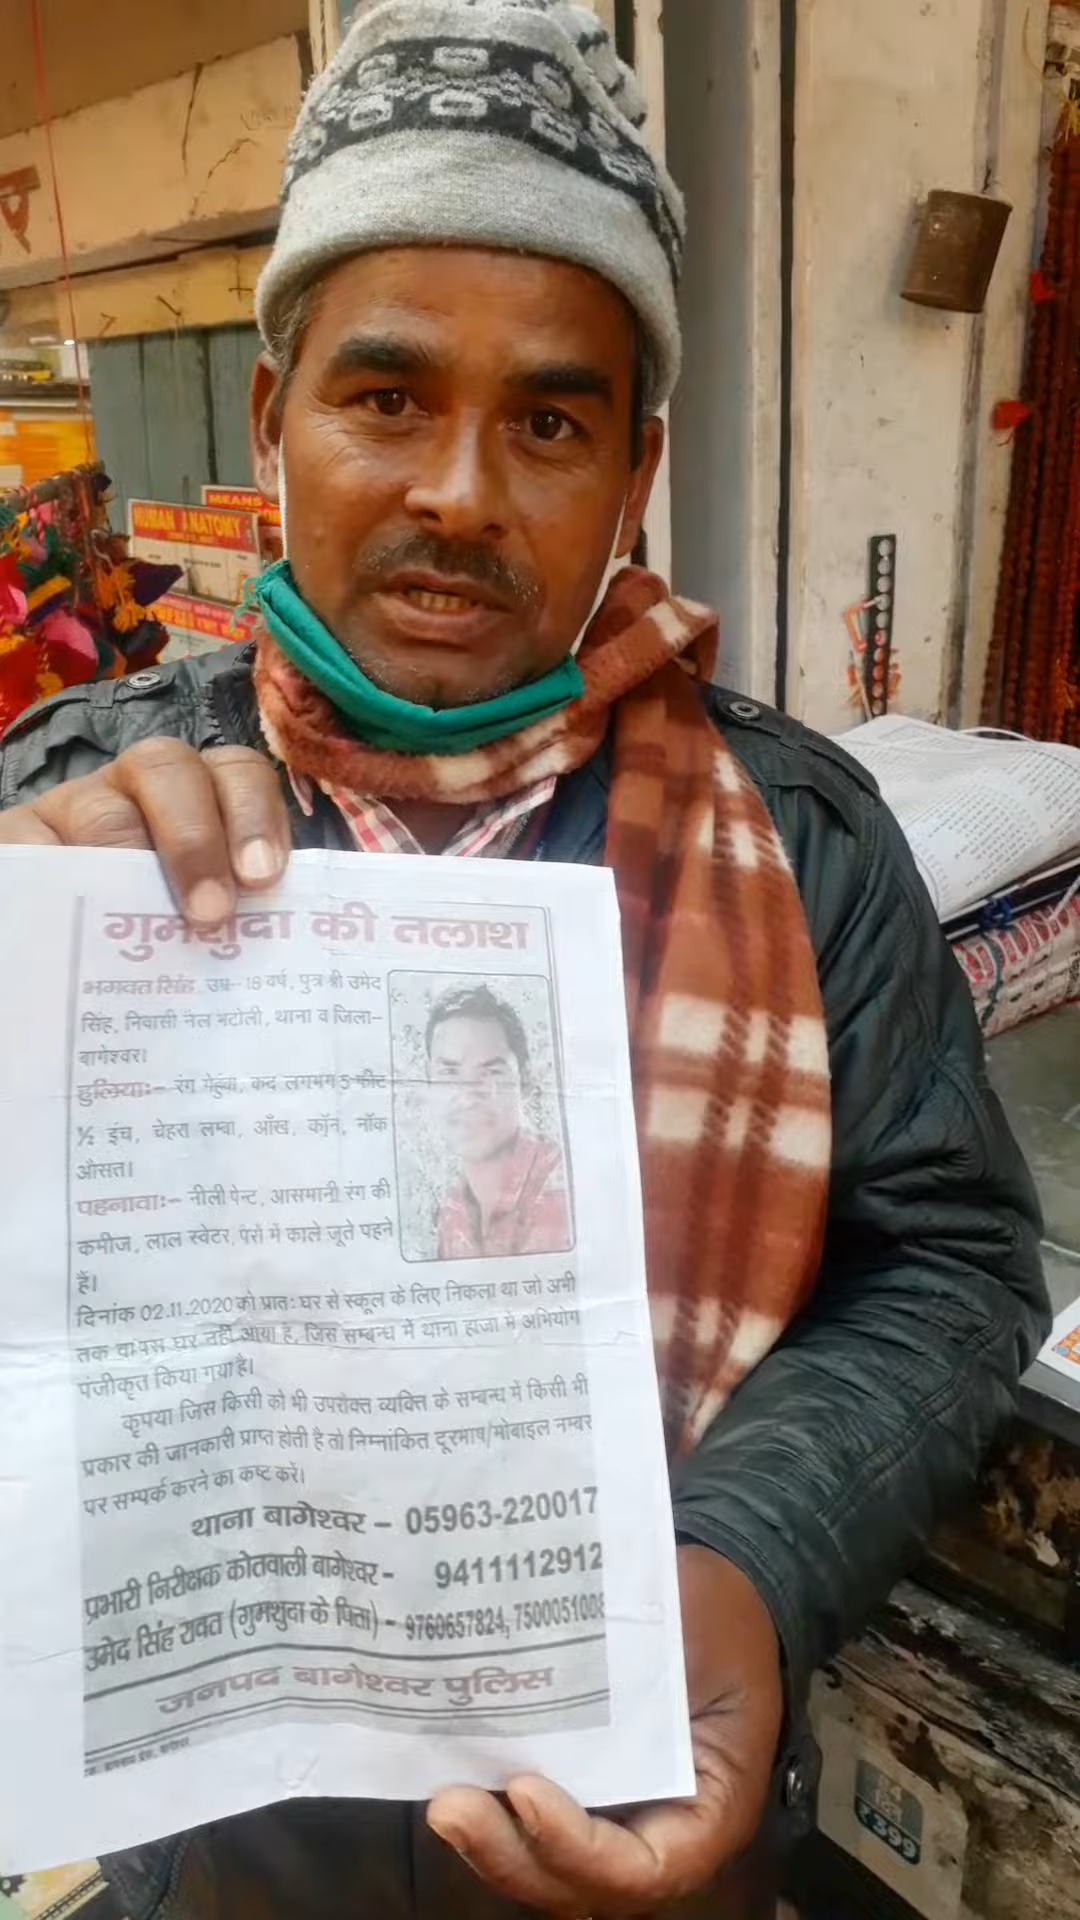 HUMAN ANATOMY
MEANS
गुमशुदा की तलाश
भगवत सिंह, उम्र– 18 वर्ष, पुत्र श्री उमेद
सिंह, निवासी नैल भटोली, थाना व जिला–
बागेश्वर।
हुलियाः– रंग गेहुंवा, कद लगभग 5 फीट
½ इंच, चेहरा लम्बा, आँख, कॉन, नॉक
औसत।
पहनावाः– नीली पेन्ट, आसमानी रंग की
कमीज, लाल स्वेटर, पैरों में काले जूते पहने
है।
दिनांक 02.11.2020 को प्रातः घर से स्कूल के लिए निकला था जो अभी
तक वापस घर नहीं आया है, जिस सम्बन्ध में थाना हाजा में अभियोग
पंजीकृत किया गया है।
कृपया जिस किसी को भी उपरोक्त व्यक्ति के सम्बन्ध में किसी भी
प्रकार की जानकारी प्राप्त होती है तो निम्नांकित दूरभाष/मोबाइल नम्बर
पर सम्पर्क करने का कष्ट करें।
थाना बागेश्वर – 05963-220017
प्रभारी निरीक्षक कोतवाली बागेश्वर– 9411112912
उमेद सिंह रावत (गुमशुदा के पिता) – 9760657824,
जनपद बागेश्वर पुलिस
84
दिन
₹399